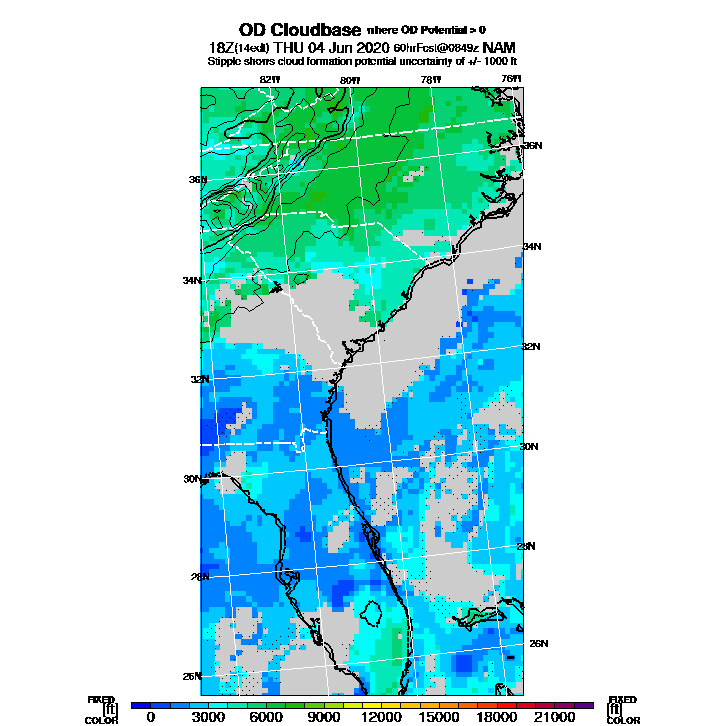 OD Cloudbase where OD Potential > 0
18Z(14edt) THU 04 Jun 2020 60hrFcst@0849z NAM
Stipple shows cloud formation potential uncertainty of +/- 1000 ft
82W 80W 78W 76W
36N 36N
34N 34N
32N 32N
30N 30N
28N 28N
26N 26N
FIXED [ft] COLOR
0 3000 6000 9000 12000 15000 18000 21000
FIXED [ft] COLOR